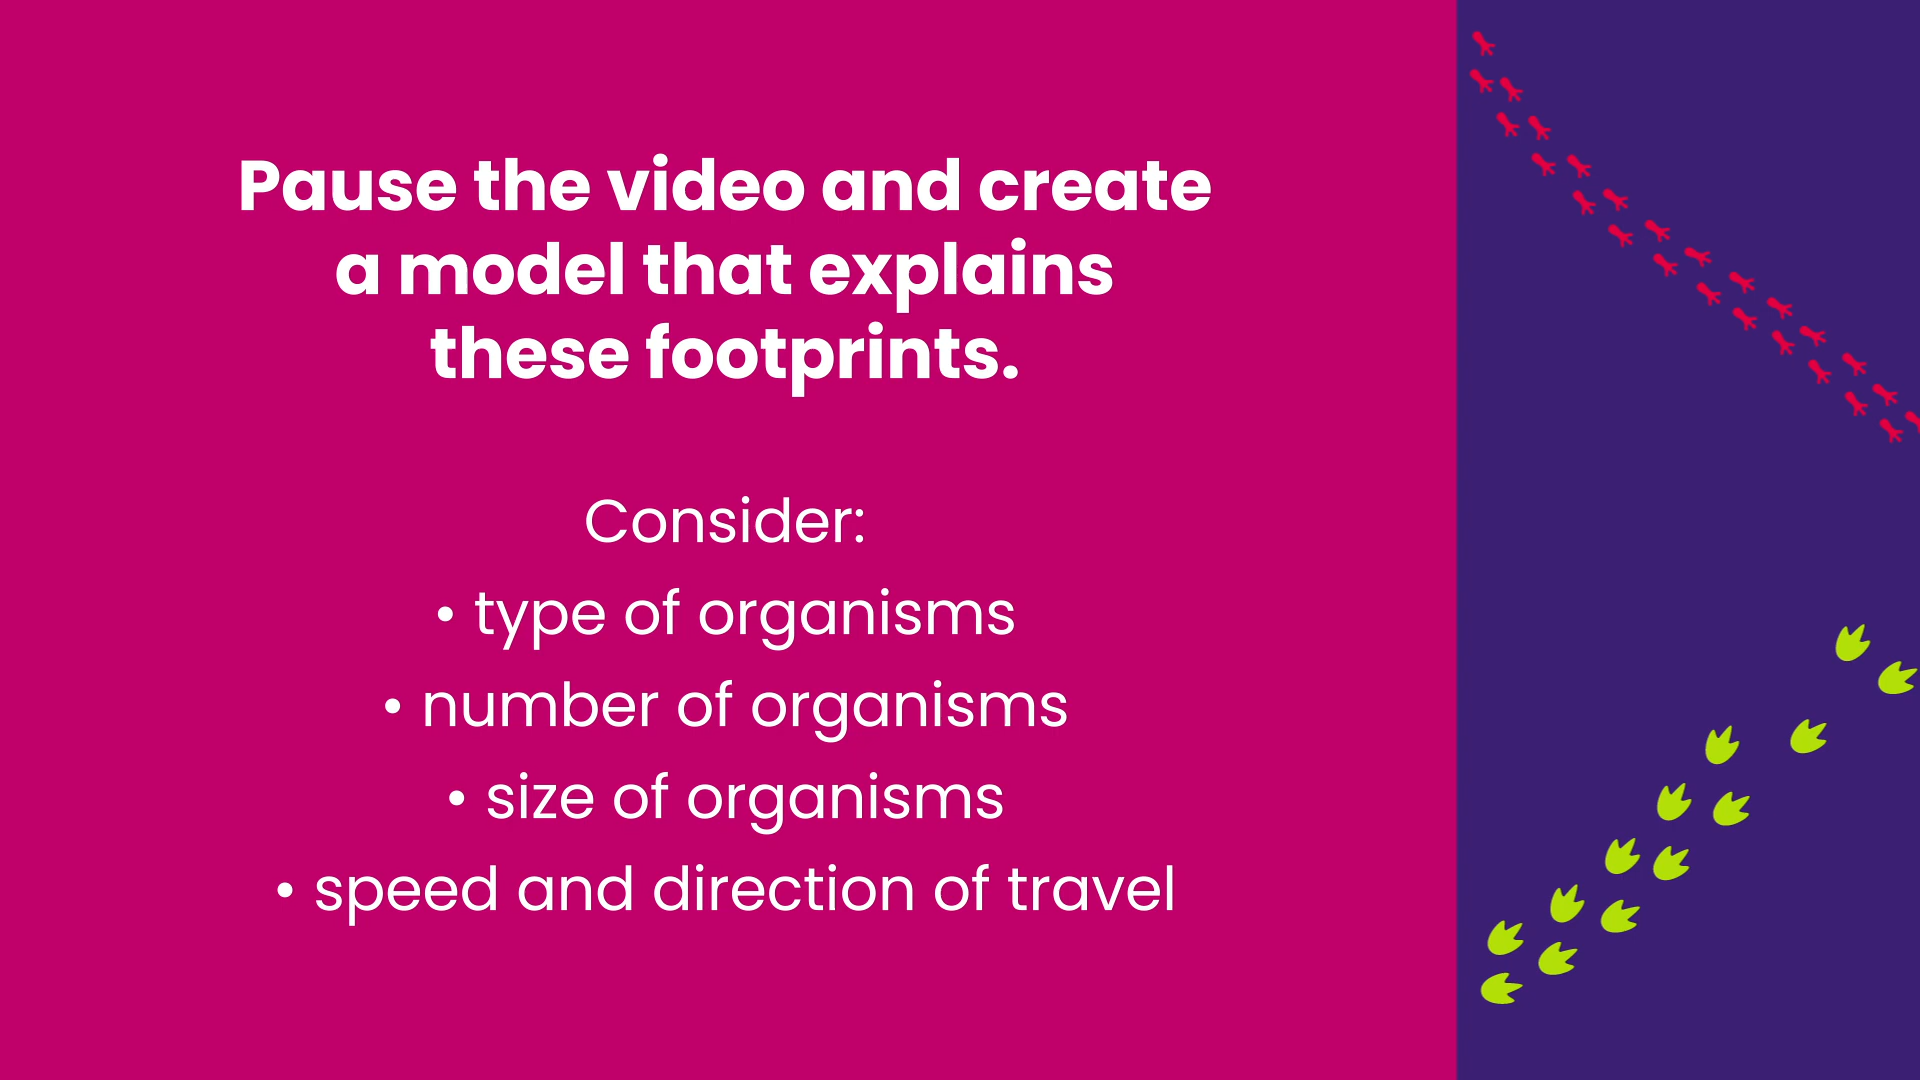 Pause the video and create
a model that explains
these footprints.
Consider:
• type of organisms
• number of organisms
• size of organisms
• speed and direction of travel